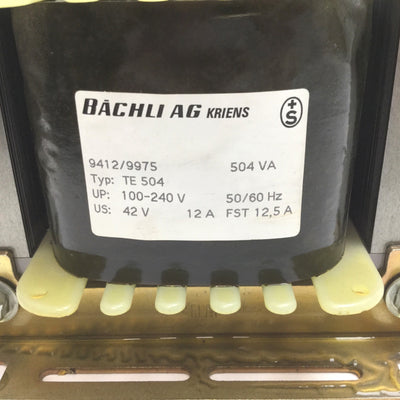 BÄCHLI AG KRIENS
+
S
9412/9975 504 VA
Typ: TE 504
UP: 100-240 V 50/60 Hz
US: 42 V 12 A FST 12,5 A